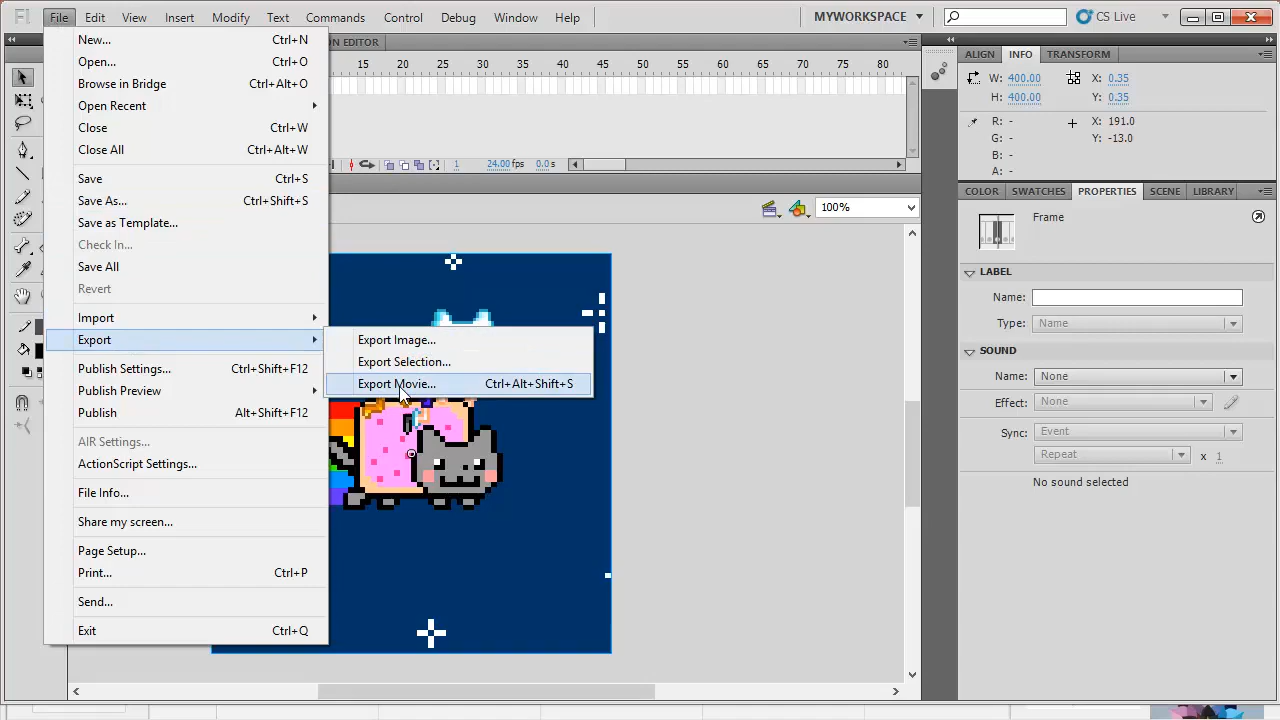 Fl File Edit View Insert Modify Text Commands Control Debug Window Help MYWORKSPACE CS Live
New... Ctrl+N
Open... Ctrl+O
Browse in Bridge Ctrl+Alt+O
Open Recent
Close Ctrl+W
Close All Ctrl+Alt+W
Save Ctrl+S
Save As... Ctrl+Shift+S
Save as Template...
Check In...
Save All
Revert
Import
Export
Publish Settings... Ctrl+Shift+F12
Publish Preview
Publish Alt+Shift+F12
AIR Settings...
ActionScript Settings...
File Info...
Share my screen...
Page Setup...
Print... Ctrl+P
Send...
Exit Ctrl+Q
Export Image...
Export Selection...
Export Movie... Ctrl+Alt+Shift+S
ON EDITOR
15 20 25 30 35 40 45 50 55 60 65 70 75 80
1 24.00 fps 0.0 s
100%
ALIGN INFO TRANSFORM
W: 400.00 X: 0.35
H: 400.00 Y: 0.35
R: - X: 191.0
G: - Y: -13.0
B: -
A: -
COLOR SWATCHES PROPERTIES SCENE LIBRARY
Frame
LABEL
Name:
Type: Name
SOUND
Name: None
Effect: None
Sync: Event
Repeat x 1
No sound selected